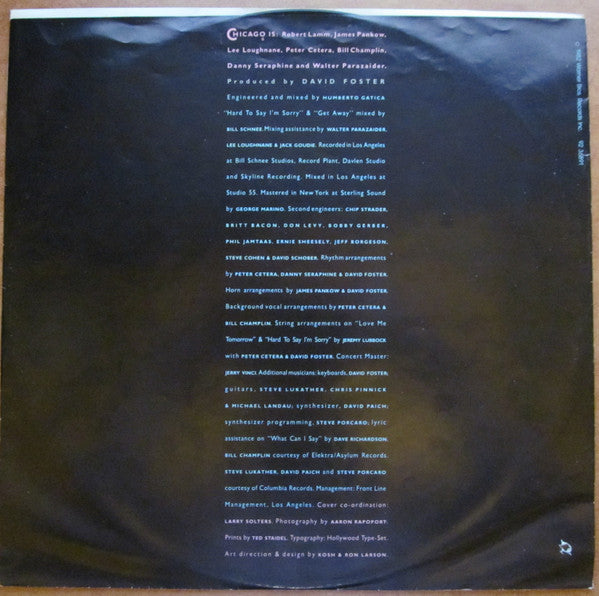 CHICAGO IS: Robert Lamm, James Pankow,
Lee Loughnane, Peter Cetera, Bill Champlin,
Danny Seraphine and Walter Parazaider.
Produced by DAVID FOSTER
Engineered and mixed by HUMBERTO GATICA
"Hard To Say I'm Sorry" & "Get Away" mixed
by BILL SCHNEE. Mixing assistance by WALTER PARAZAIDER,
LEE LOUGHNANE & JACK GOUDIE. Recorded in Los Angeles
at Bill Schnee Studios, Record Plant, Davlen Studio
and Skyline Recording. Mixed in Los Angeles at
Studio 55. Mastered in New York at Sterling Sound
by GEORGE MARINO. Second engineers: CHIP STRADER,
BRITT BACON, DON LEVY, BOBBY GERBER,
PHIL JAMTAAS, ERNIE SHEESELY, JEFF BORGESON,
STEVE COHEN & DAVID SCHOBER. Rhythm arrangements
by PETER CETERA, DANNY SERAPHINE & DAVID FOSTER.
Horn arrangements by JAMES PANKOW & DAVID FOSTER.
Background vocal arrangements by PETER CETERA &
BILL CHAMPLIN. String arrangements on "Love Me
Tomorrow" & "Hard To Say I'm Sorry" by JEREMY LUBBOCK
with PETER CETERA & DAVID FOSTER. Concert Master:
JERRY VINCI. Additional musicians: keyboards, DAVID FOSTER;
guitars, STEVE LUKATHER, CHRIS PINNICK
& MICHAEL LANDAU; synthesizer, DAVID PAICH;
synthesizer programming, STEVE PORCARO; lyric
assistance on "What Can I Say" by DAVE RICHARDSON.
BILL CHAMPLIN courtesy of Elektra/Asylum Records.
STEVE LUKATHER, DAVID PAICH and STEVE PORCARO
courtesy of Columbia Records. Management: Front Line
Management, Los Angeles. Cover co-ordination:
LARRY SOLTERS. Photography by AARON RAPOPORT.
Prints by TED STAIDEL. Typography: Hollywood Type-Set.
Art direction & design by KOSH & RON LARSON.
© 1982 Warner Bros. Records Inc.